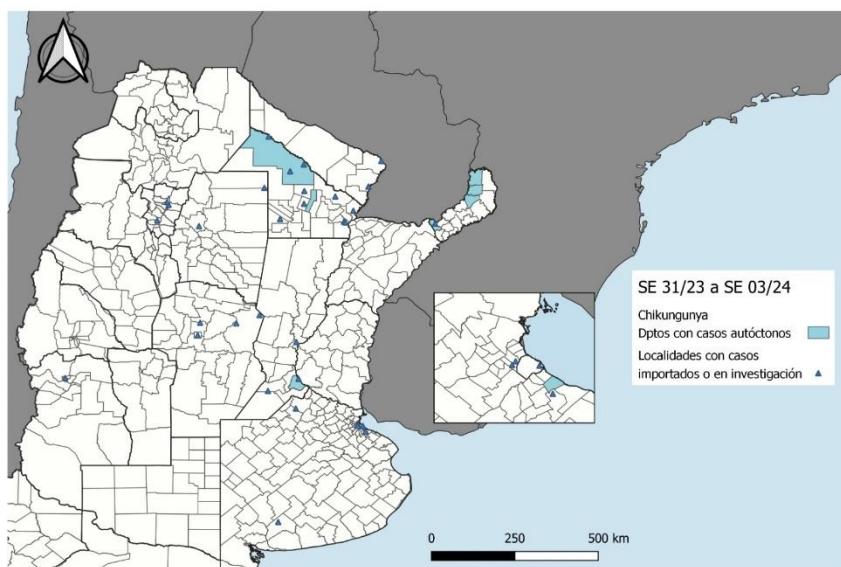 SE 31/23 a SE 03/24
Chikungunya
Dptos con casos autóctonos
Localidades con casos
importados o en investigación
0 250 500 km